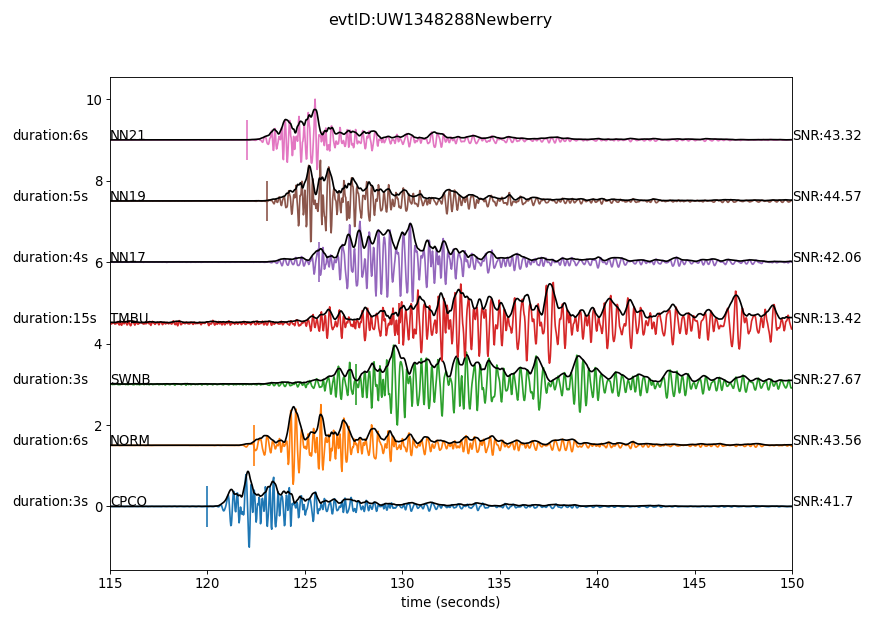 evtID:UW1348288Newberry
10
duration:6s NN21 SNR:43.32
8
duration:5s NN19 SNR:44.57
duration:4s NN17 SNR:42.06
6
duration:15s TMBU SNR:13.42
4
duration:3s SWNB SNR:27.67
2
duration:6s NORM SNR:43.56
duration:3s CPCO SNR:41.7
0
115 120 125 130 135 140 145 150
time (seconds)